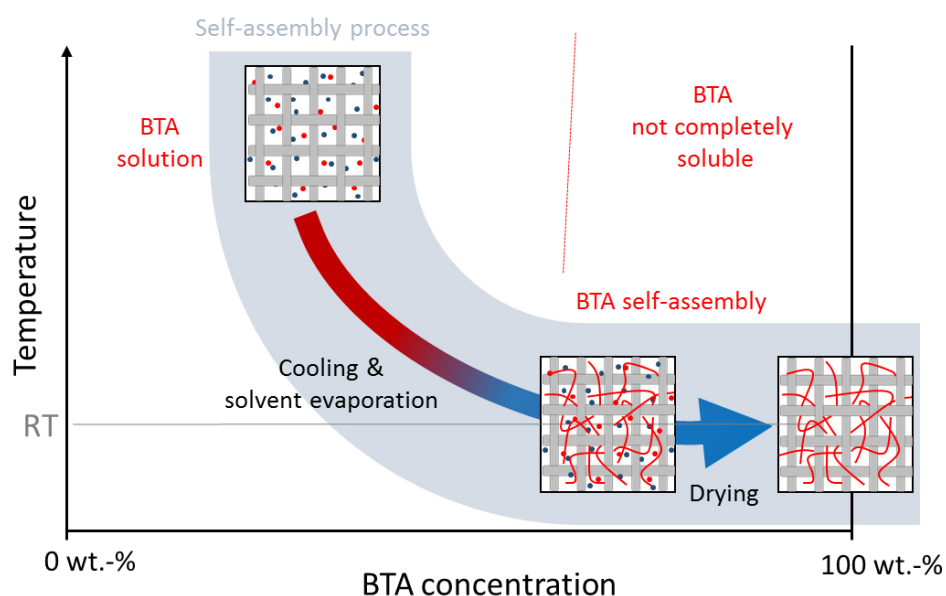 Self-assembly process
BTA
solution
BTA
not completely
soluble
Temperature
BTA self-assembly
Cooling &
solvent evaporation
RT
Drying
0 wt.-%
100 wt.-%
BTA concentration